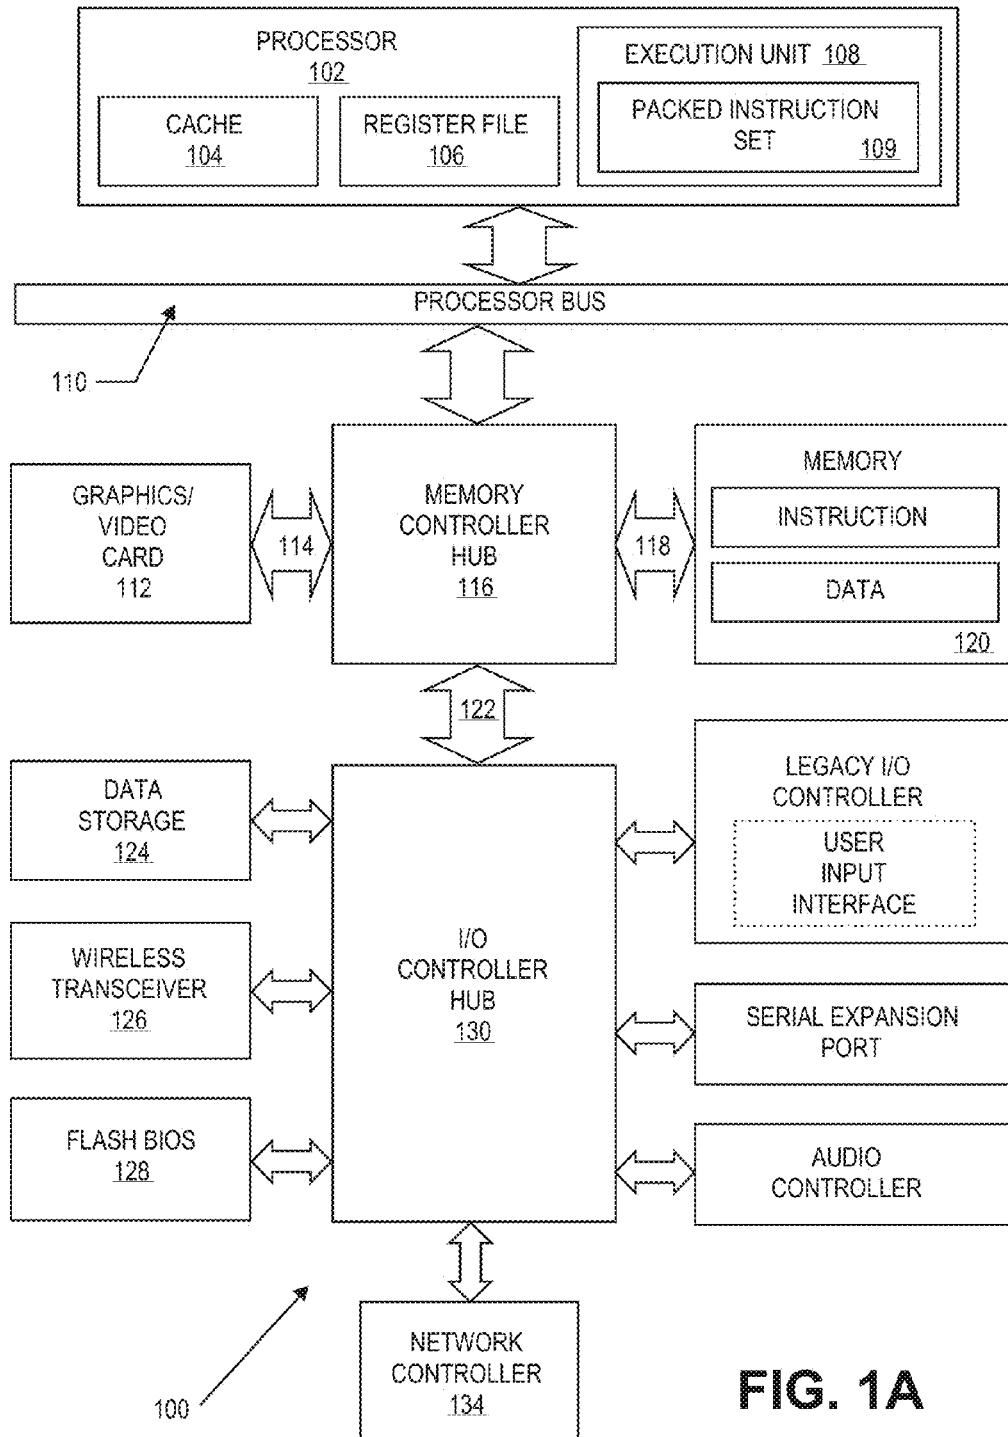 PROCESSOR
102
CACHE
104
REGISTER FILE
106
EXECUTION UNIT 108
PACKED INSTRUCTION
SET
109
PROCESSOR BUS
110
GRAPHICS/
VIDEO
CARD
112
114
MEMORY
CONTROLLER
HUB
116
118
MEMORY
INSTRUCTION
DATA
120
122
DATA
STORAGE
124
WIRELESS
TRANSCEIVER
126
FLASH BIOS
128
I/O
CONTROLLER
HUB
130
LEGACY I/O
CONTROLLER
USER
INPUT
INTERFACE
SERIAL EXPANSION
PORT
AUDIO
CONTROLLER
NETWORK
CONTROLLER
134
100
FIG. 1A